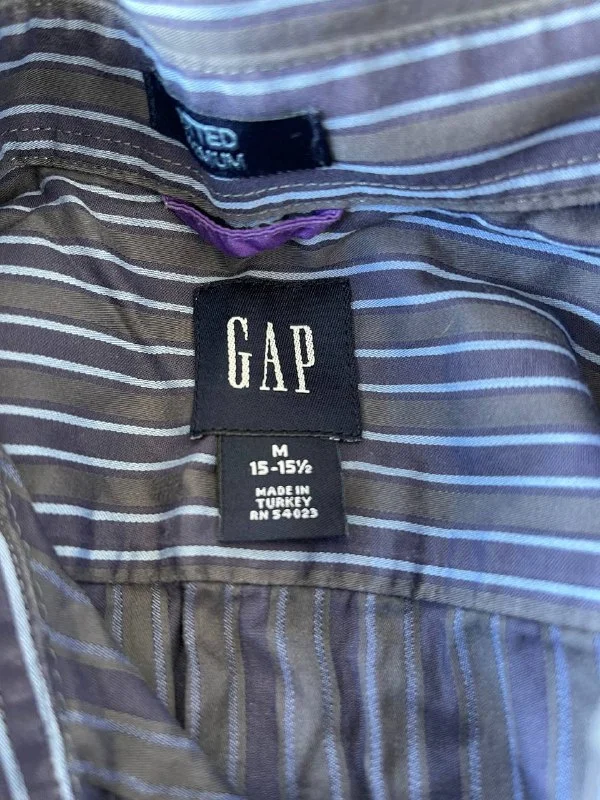 GAP
M
15-15½
MADE IN
TURKEY
RN 54023